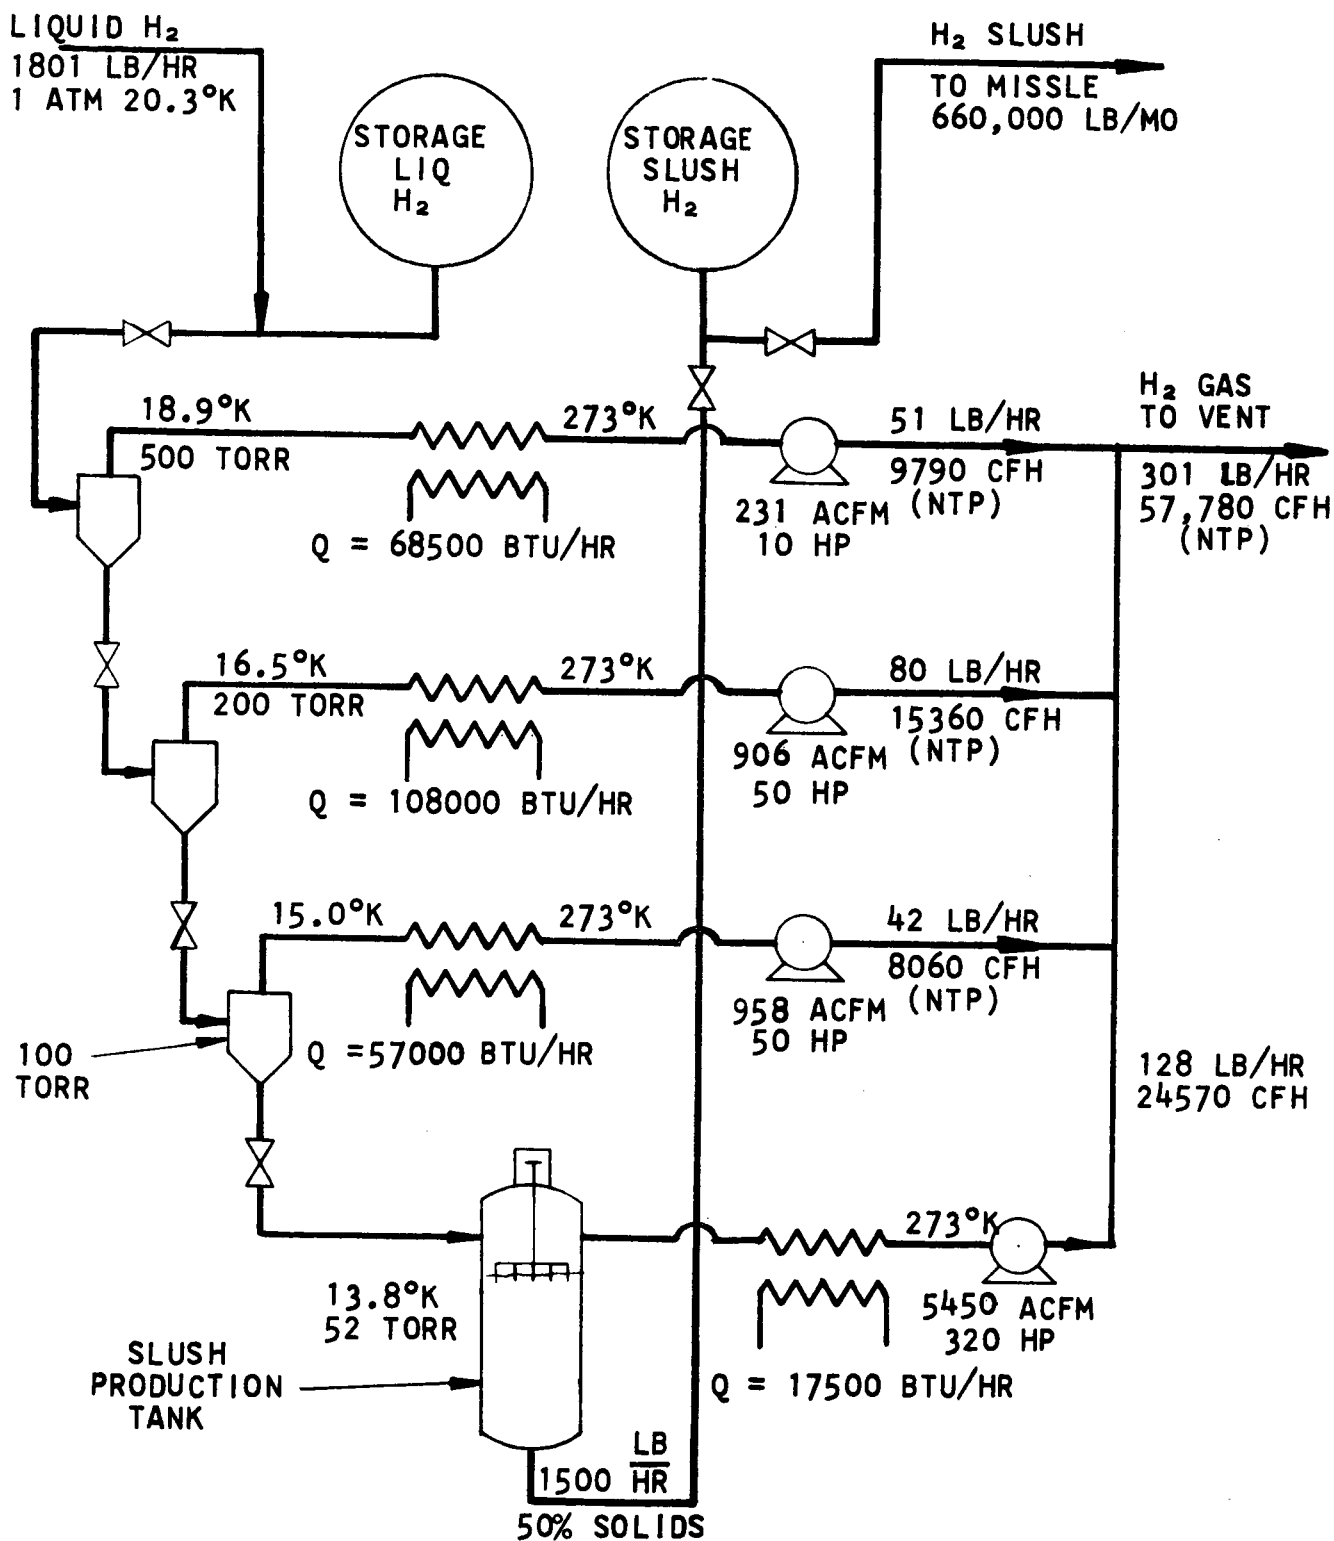 LIQUID H₂
1801 LB/HR
1 ATM 20.3°K
STORAGE
LIQ
H₂
STORAGE
SLUSH
H₂
H₂ SLUSH
TO MISSLE
660,000 LB/MO
18.9°K
500 TORR
273°K
Q = 68500 BTU/HR
231 ACFM
10 HP
51 LB/HR
9790 CFH
(NTP)
H₂ GAS
TO VENT
301 LB/HR
57,780 CFH
(NTP)
16.5°K
200 TORR
273°K
Q = 108000 BTU/HR
906 ACFM
50 HP
80 LB/HR
15360 CFH
(NTP)
15.0°K
273°K
100
TORR
Q =57000 BTU/HR
958 ACFM
50 HP
42 LB/HR
8060 CFH
(NTP)
128 LB/HR
24570 CFH
13.8°K
52 TORR
273°K
5450 ACFM
320 HP
Q = 17500 BTU/HR
SLUSH
PRODUCTION
TANK
1500 LB/HR
50% SOLIDS